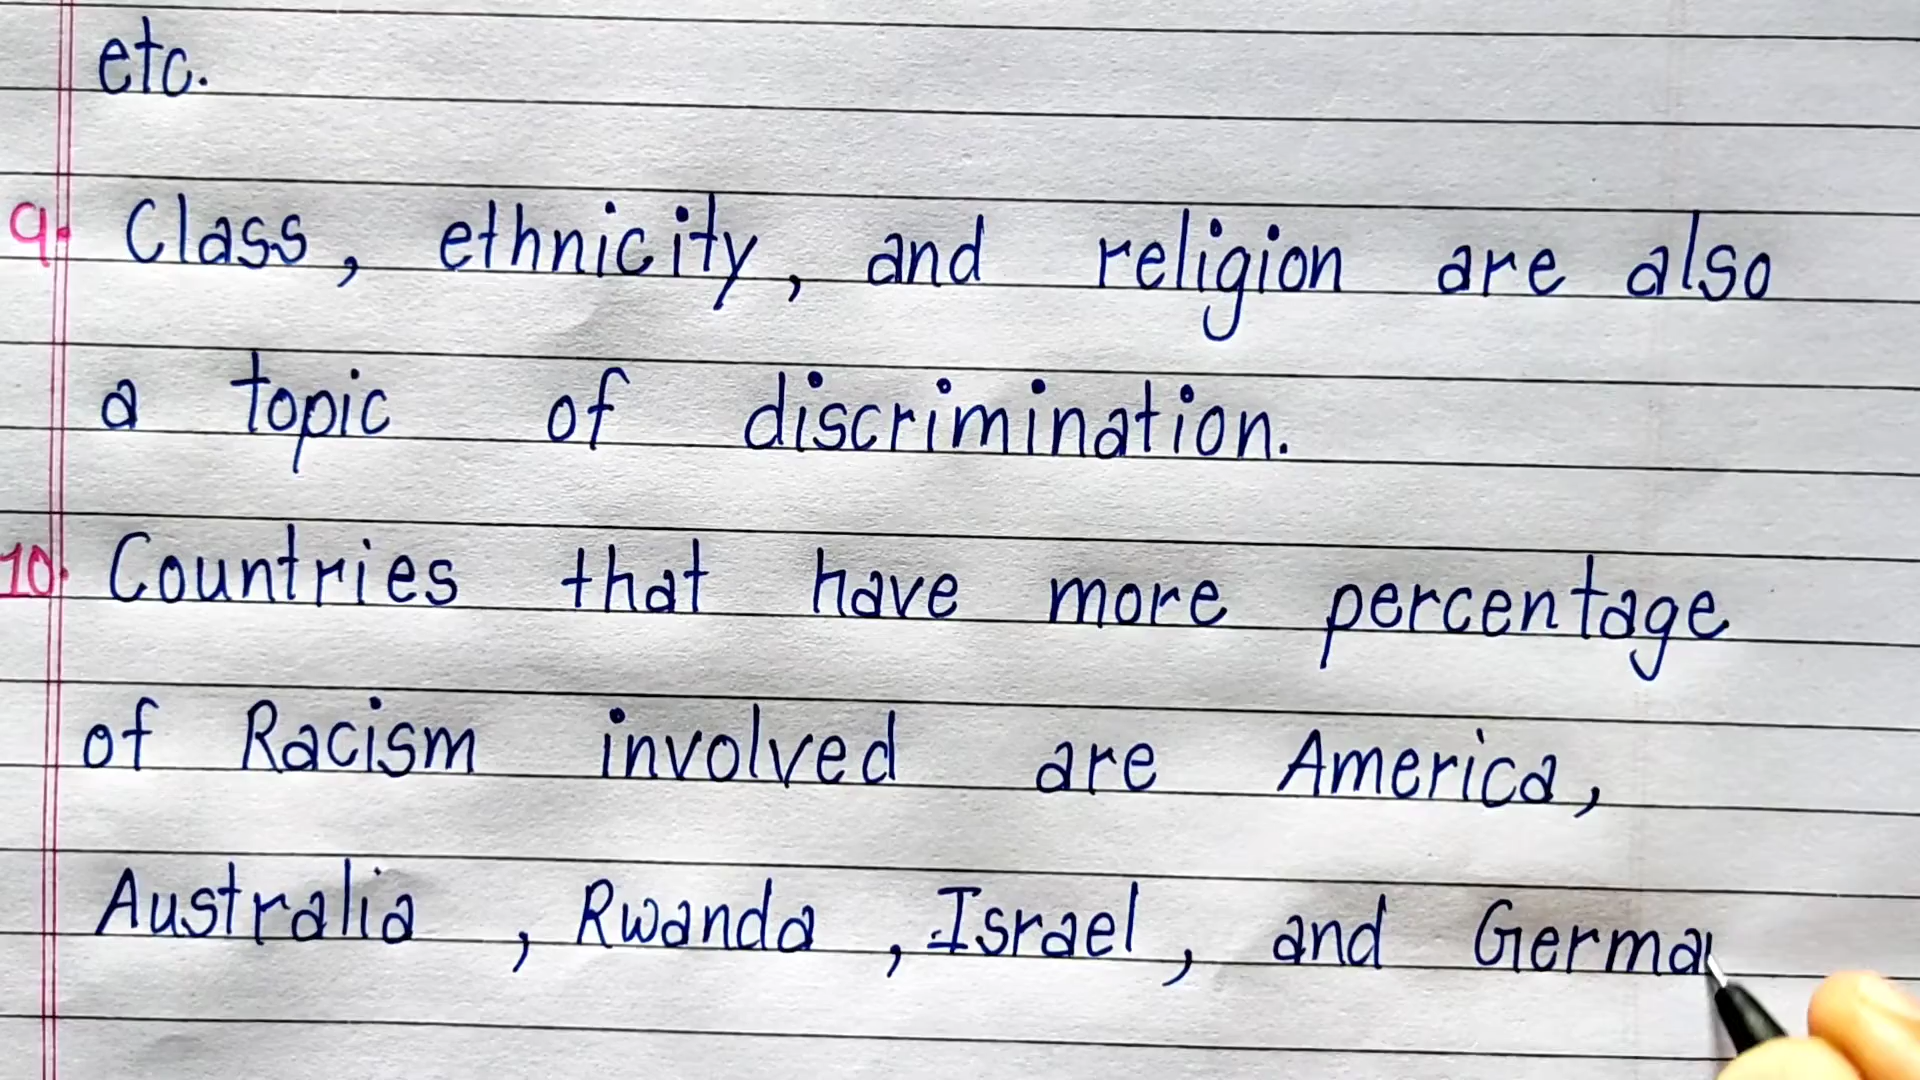 etc.
9. Class, ethnicity, and religion are also
a topic of discrimination.
10. Countries that have more percentage
of Racism involved are America,
Australia, Rwanda, Israel, and Germa